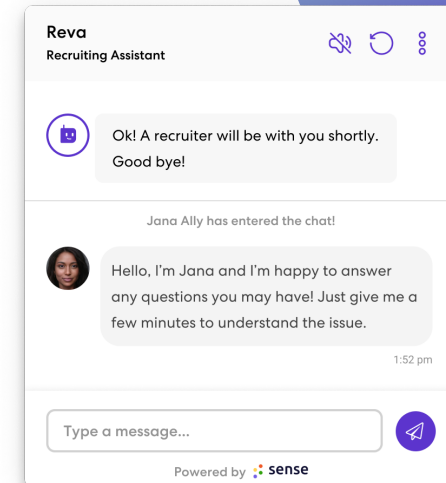 Reva
Recruiting Assistant
Ok! A recruiter will be with you shortly.
Good bye!
Jana Ally has entered the chat!
Hello, I'm Jana and I'm happy to answer
any questions you may have! Just give me a
few minutes to understand the issue.
1:52 pm
Type a message...
Powered by sense